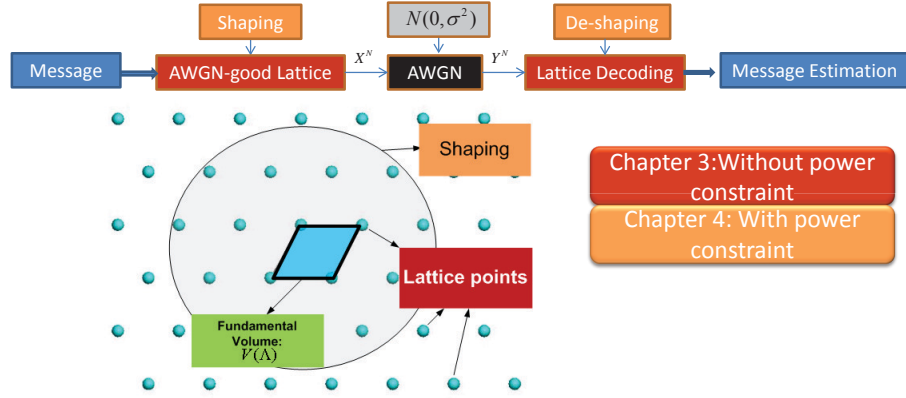 Shaping
N(0, σ²)
De-shaping
Message
AWGN-good Lattice
X^N
AWGN
Y^N
Lattice Decoding
Message Estimation
Shaping
Chapter 3:Without power
constraint
Chapter 4: With power
constraint
Lattice points
Fundamental
Volume:
V(Λ)